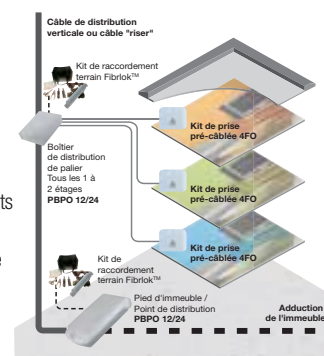 Câble de distribution
verticale ou câble "riser"
Kit de raccordement
terrain Fibrlok™
Kit de prise
pré-câblée 4FO
Boîtier
de distribution
de palier
Tous les 1 à
2 étages
PBPO 12/24
Kit de prise
pré-câblée 4FO
ts
e
Kit de prise
pré-câblée 4FO
Kit de
raccordement
terrain Fibrlok™
Pied d'immeuble /
Point de distribution
PBPO 12/24
Adduction
de l'immeuble